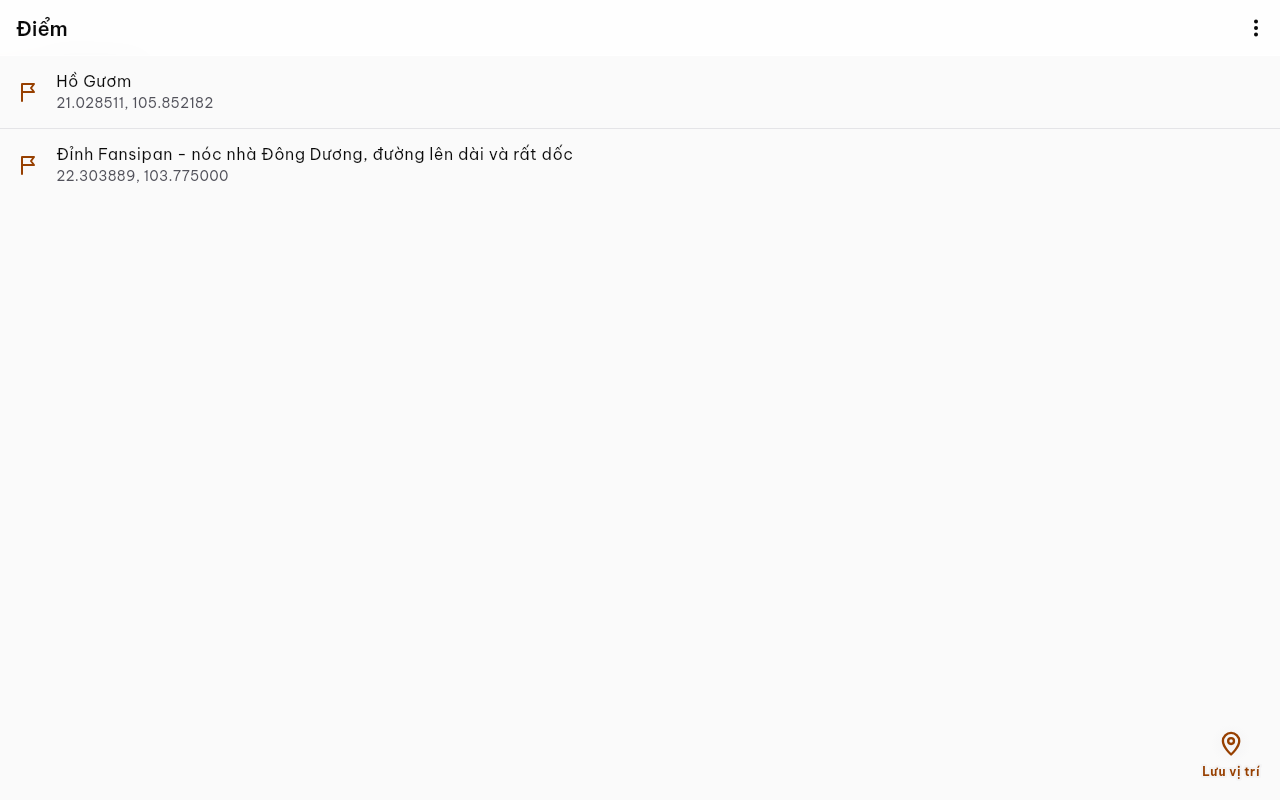 Điểm
Hồ Gươm
21.028511, 105.852182
Đỉnh Fansipan - nóc nhà Đông Dương, đường lên dài và rất dốc
22.303889, 103.775000
Lưu vị trí